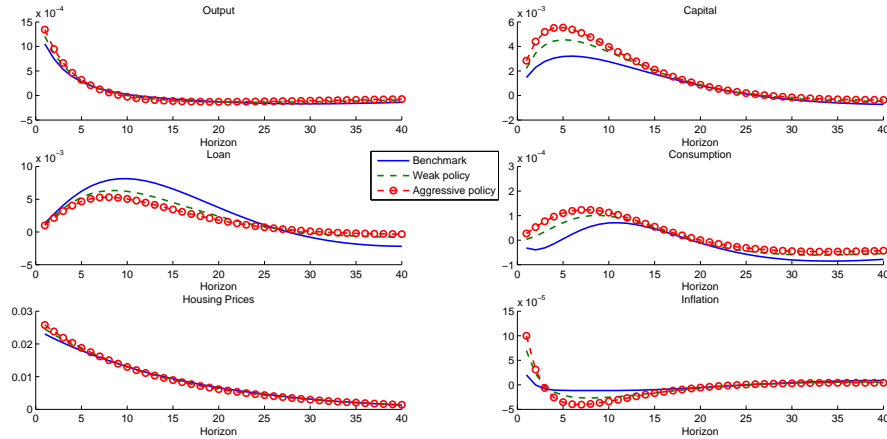 Output
x 10⁻⁴
15
10
5
0
−5
0 5 10 15 20 25 30 35 40
Horizon
Capital
x 10⁻³
6
4
2
0
−2
0 5 10 15 20 25 30 35 40
Horizon
Loan
x 10⁻³
10
5
0
−5
0 5 10 15 20 25 30 35 40
Horizon
Benchmark
Weak policy
Aggressive policy
Consumption
x 10⁻⁴
3
2
1
0
−1
0 5 10 15 20 25 30 35 40
Horizon
Housing Prices
0.03
0.02
0.01
0
0 5 10 15 20 25 30 35 40
Horizon
Inflation
x 10⁻⁵
15
10
5
0
−5
0 5 10 15 20 25 30 35 40
Horizon